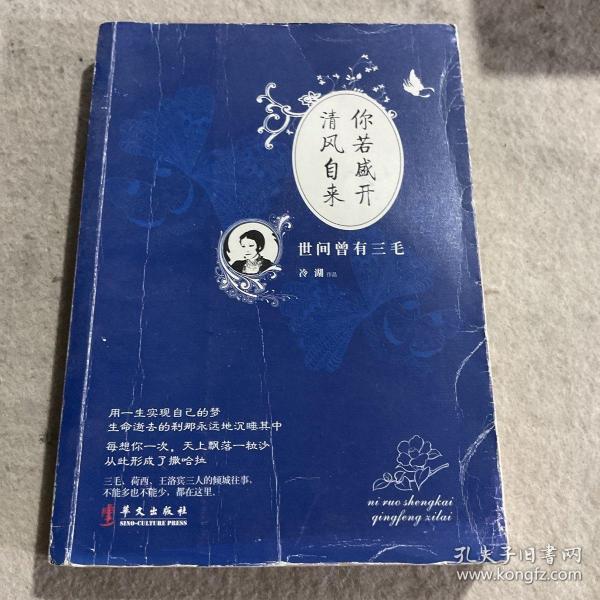 你若盛开
清风自来
世间曾有三毛
冷湖 作品
用一生实现自己的梦
生命逝去的刹那永远地沉睡其中
每想你一次，天上飘落一粒沙
从此形成了撒哈拉
三毛、荷西、王洛宾三人的倾城往事，
不能多也不能少，都在这里。
华文出版社
SINO-CULTURE PRESS
ni ruo shengkai
qingfeng zilai
孔夫子旧书网
www.kongfz.com